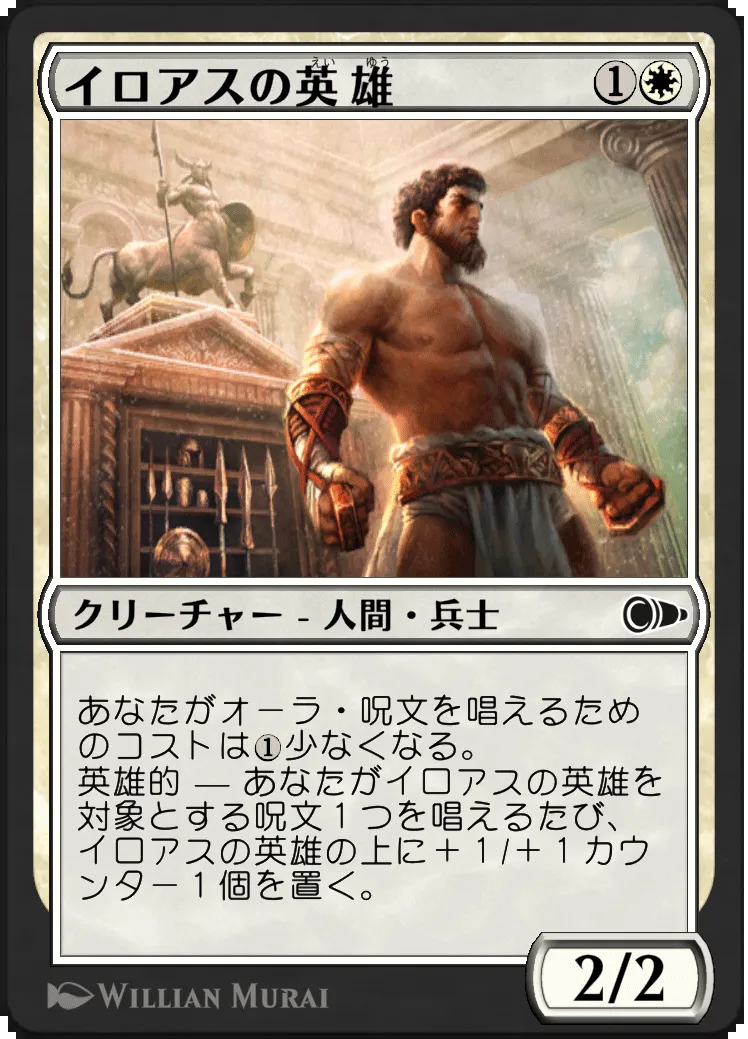 えい ゆう
イロアスの英雄 1
クリーチャー - 人間・兵士
あなたがオーラ・呪文を唱えるため
のコストは1少なくなる。
英雄的 — あなたがイロアスの英雄を
対象とする呪文1つを唱えるたび、
イロアスの英雄の上に+1/+1カウ
ンター1個を置く。
2/2
WILLIAN MURAI